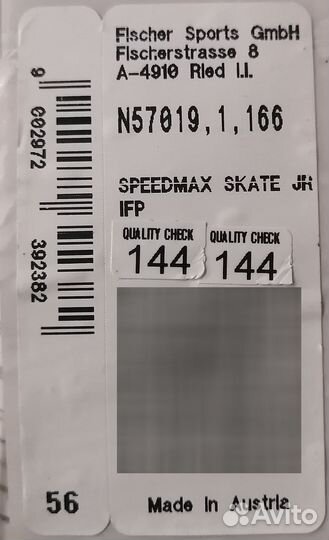 Fischer Sports GmbH
Fischerstrasse 8
A-4910 Ried I.I.
N57019,1,166
SPEEDMAX SKATE JR
IFP
QUALITY CHECK
144
QUALITY CHECK
144
9 002972 392382
56
Made in Austria
Avito